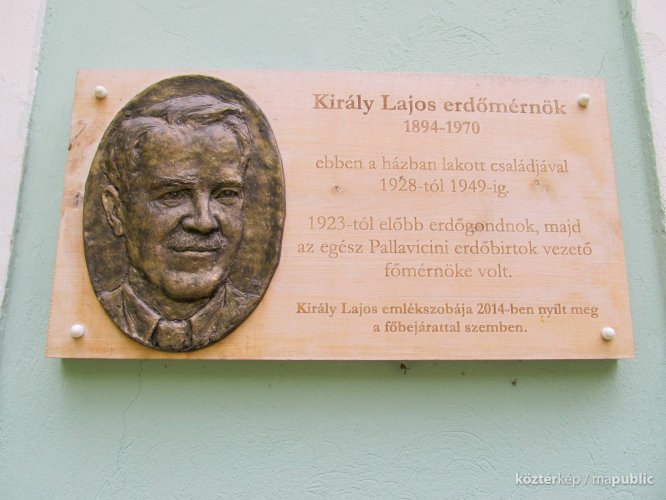 Király Lajos erdőmérnök
1894-1970
ebben a házban lakott családjával
1928-tól 1949-ig.
1923-tól előbb erdőgondnok, majd
az egész Pallavicini erdőbirtok vezető
főmérnöke volt.
Király Lajos emlékszobája 2014-ben nyílt meg
a főbejárattal szemben.
köztérkép / mapublic